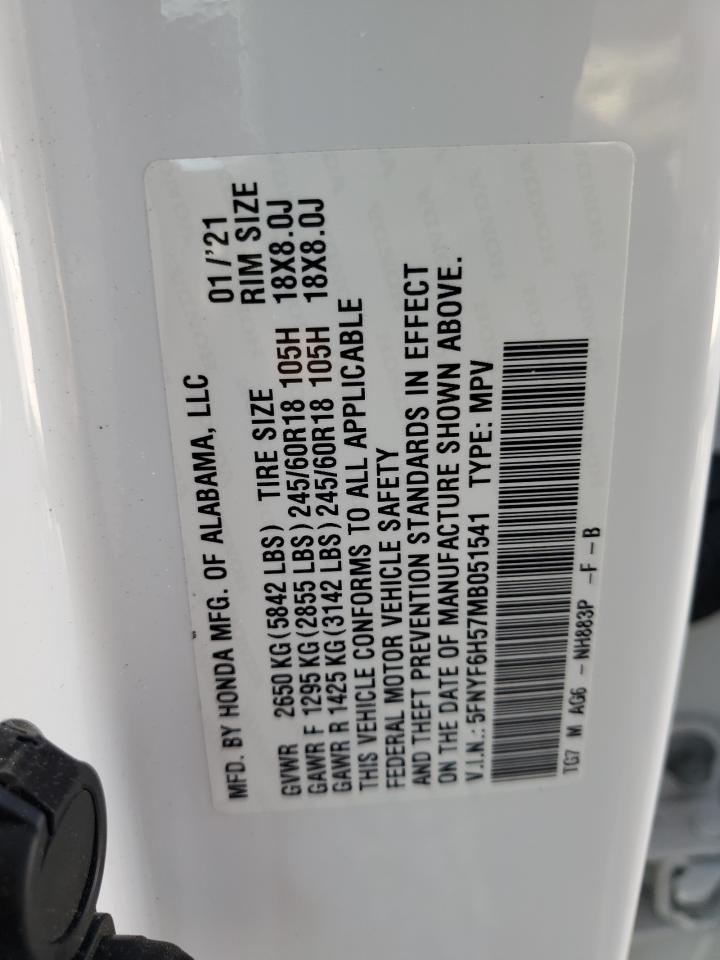 MFD. BY HONDA MFG. OF ALABAMA, LLC 01/'21
GVWR 2650 KG (5842 LBS) TIRE SIZE RIM SIZE
GAWR F 1295 KG (2855 LBS) 245/60R18 105H 18X8.0J
GAWR R 1425 KG (3142 LBS) 245/60R18 105H 18X8.0J
THIS VEHICLE CONFORMS TO ALL APPLICABLE
FEDERAL MOTOR VEHICLE SAFETY
AND THEFT PREVENTION STANDARDS IN EFFECT
ON THE DATE OF MANUFACTURE SHOWN ABOVE.
V.I.N.: 5FNYF6H57MB051541 TYPE: MPV
TG7 M AG6 - NH883P - F - B